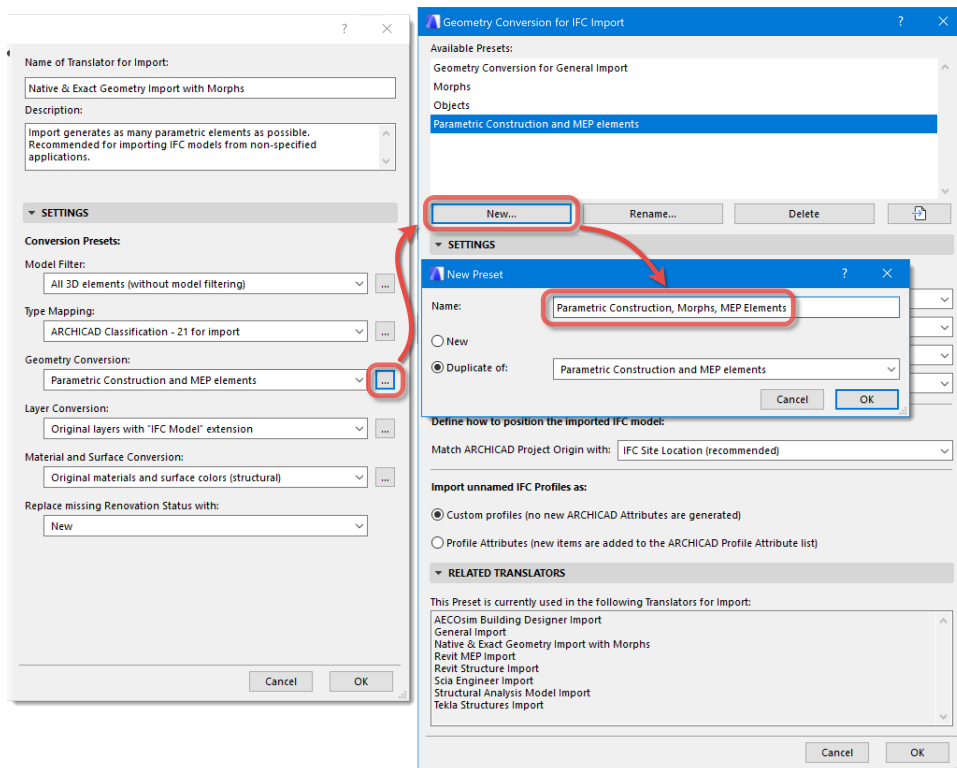 Name of Translator for Import:
Native & Exact Geometry Import with Morphs
Description:
Import generates as many parametric elements as possible.
Recommended for importing IFC models from non-specified
applications.
SETTINGS
Conversion Presets:
Model Filter:
All 3D elements (without model filtering)
...
Type Mapping:
ARCHICAD Classification - 21 for import
...
Geometry Conversion:
Parametric Construction and MEP elements
...
Layer Conversion:
Original layers with "IFC Model" extension
...
Material and Surface Conversion:
Original materials and surface colors (structural)
...
Replace missing Renovation Status with:
New
Cancel
OK
Geometry Conversion for IFC Import
Available Presets:
Geometry Conversion for General Import
Morphs
Objects
Parametric Construction and MEP elements
New...
Rename...
Delete
SETTINGS
New Preset
Name:
Parametric Construction, Morphs, MEP Elements
New
Duplicate of:
Parametric Construction and MEP elements
Cancel
OK
Define how to position the imported IFC model:
Match ARCHICAD Project Origin with:
IFC Site Location (recommended)
Import unnamed IFC Profiles as:
Custom profiles (no new ARCHICAD Attributes are generated)
Profile Attributes (new items are added to the ARCHICAD Profile Attribute list)
RELATED TRANSLATORS
This Preset is currently used in the following Translators for Import:
AECOsim Building Designer Import
General Import
Native & Exact Geometry Import with Morphs
Revit MEP Import
Revit Structure Import
Scia Engineer Import
Structural Analysis Model Import
Tekla Structures Import
Cancel
OK